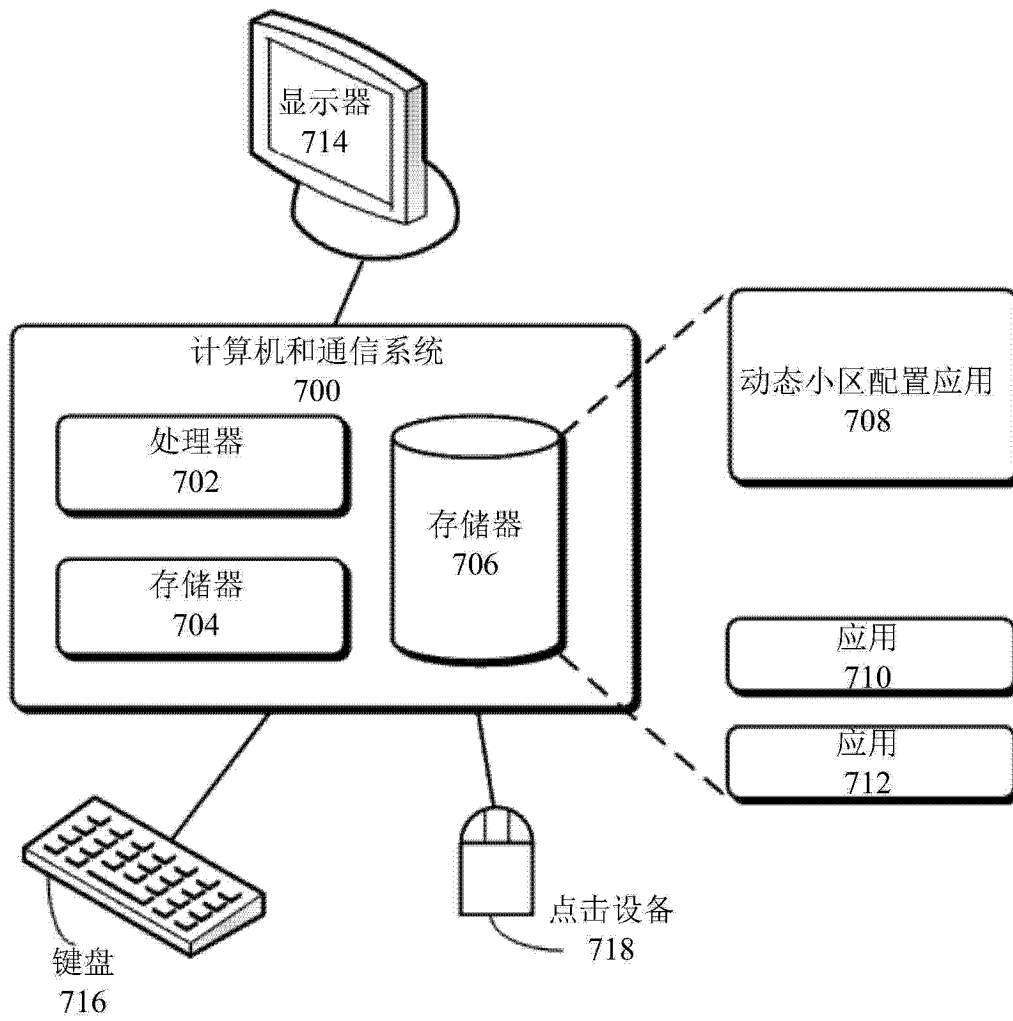 显示器
714
计算机和通信系统
700
处理器
702
存储器
704
存储器
706
动态小区配置应用
708
应用
710
应用
712
键盘
716
点击设备
718